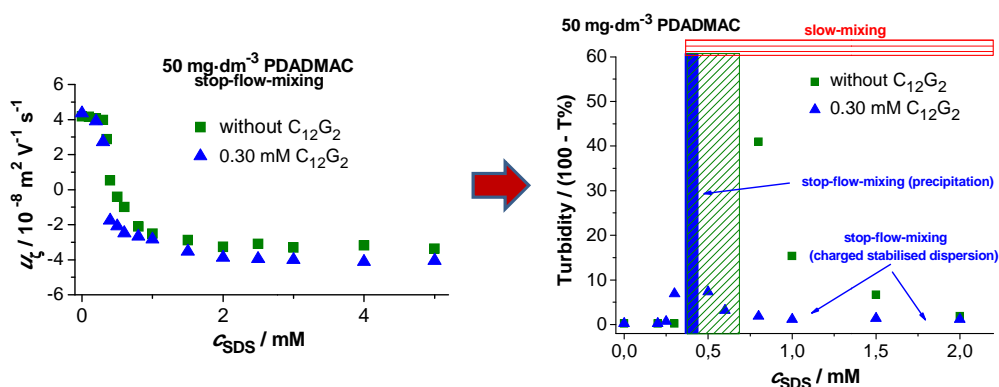 50 mg·dm⁻³ PDADMAC
stop-flow-mixing
without C₁₂G₂
0.30 mM C₁₂G₂
uζ / 10⁻⁸ m² V⁻¹ s⁻¹
6
4
2
0
-2
-4
-6
0
2
4
cSDS / mM
50 mg·dm⁻³ PDADMAC
slow-mixing
without C₁₂G₂
0.30 mM C₁₂G₂
stop-flow-mixing (precipitation)
stop-flow-mixing
(charged stabilised dispersion)
Turbidity / (100 - T%)
60
50
40
30
20
10
0
0,0
0,5
1,0
1,5
2,0
cSDS / mM